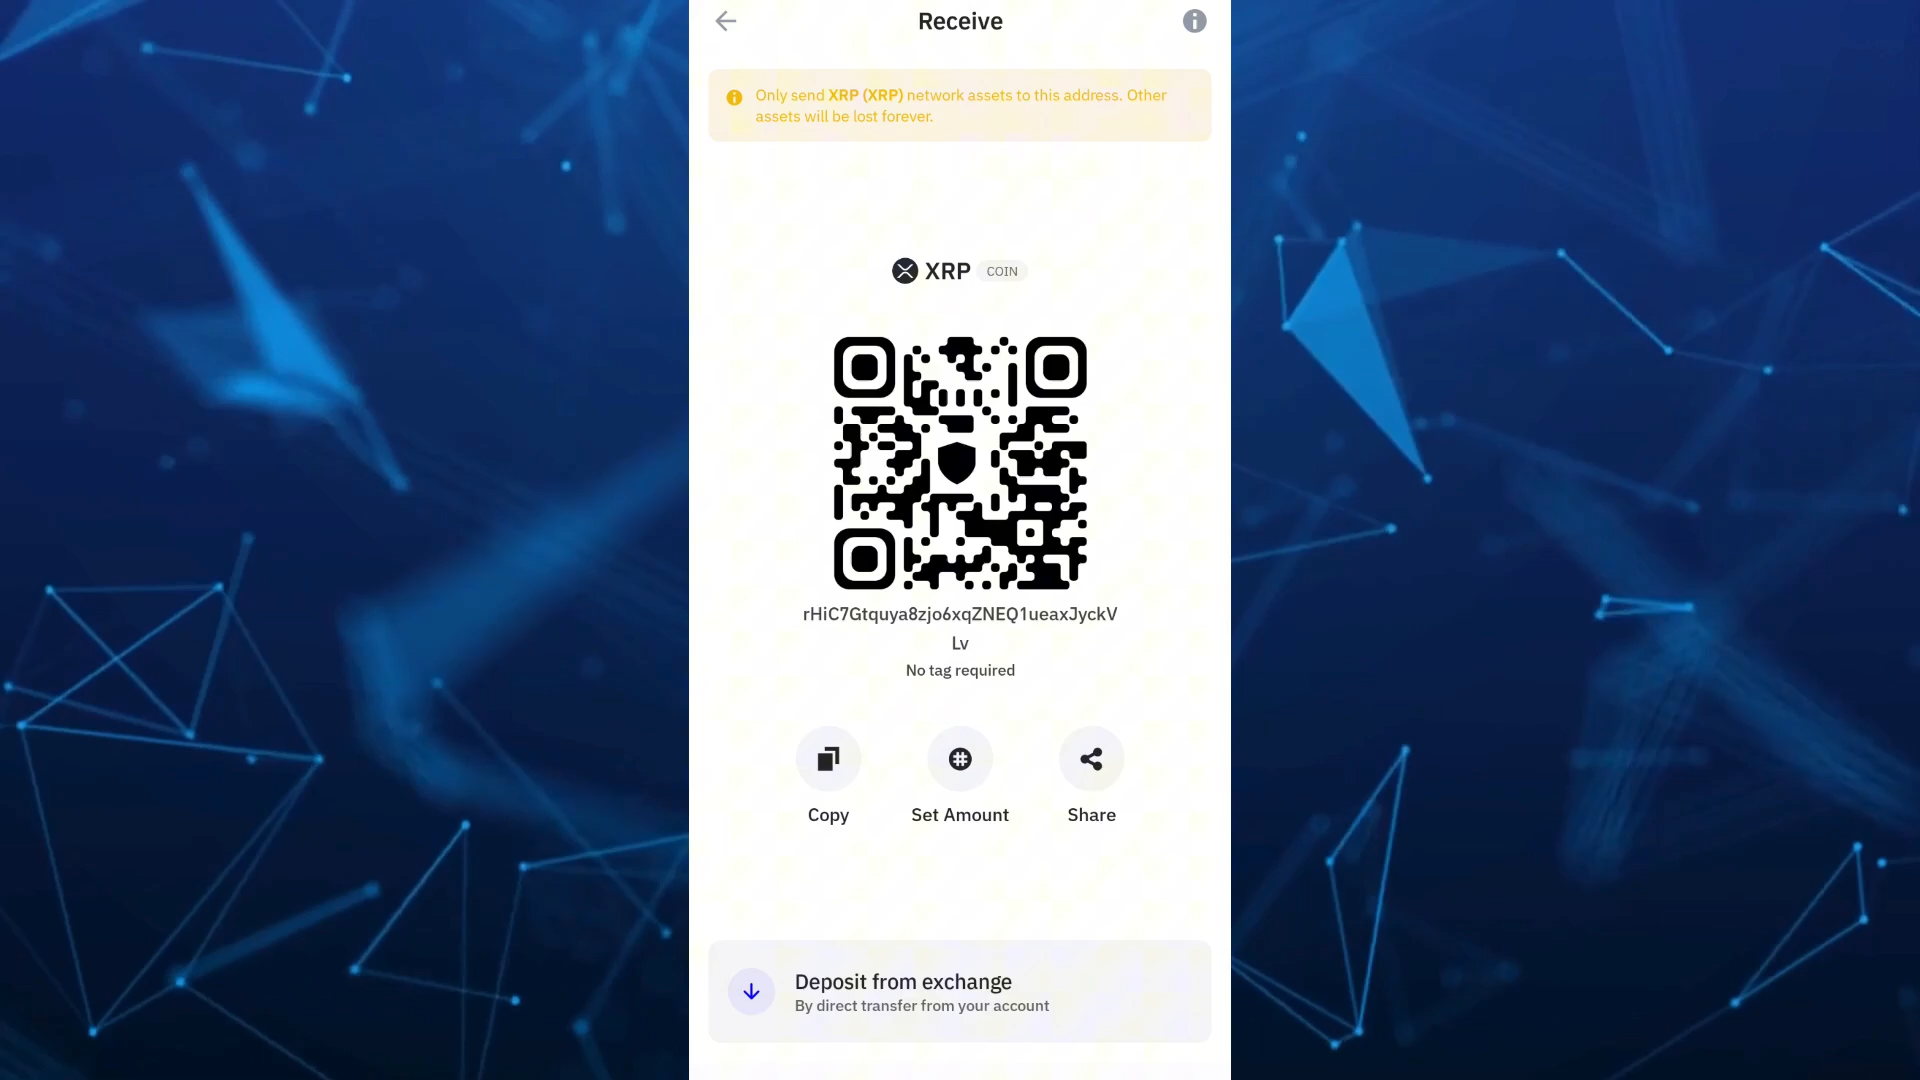 Receive
Only send XRP (XRP) network assets to this address. Other
assets will be lost forever.
XRP COIN
rHiC7Gtquya8zjo6xqZNEQ1ueaxJyckV
Lv
No tag required
Copy Set Amount Share
Deposit from exchange
By direct transfer from your account